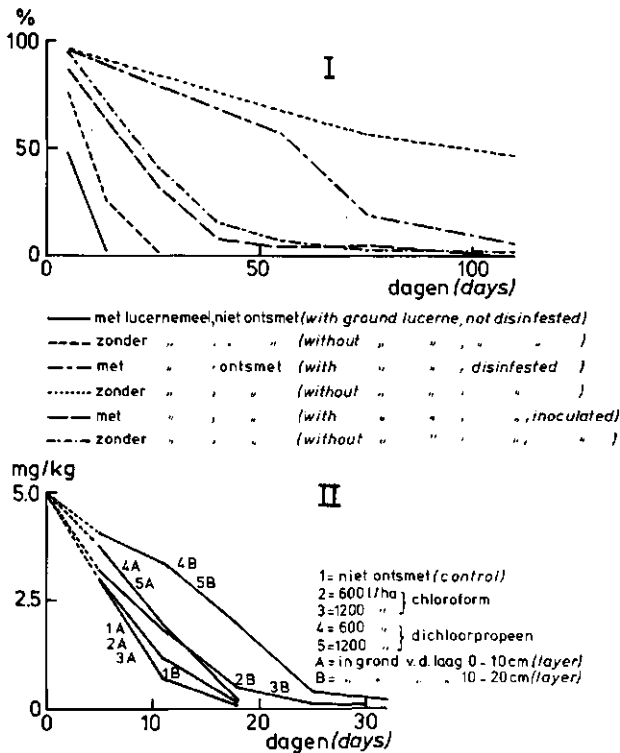 %
I
100
50
0
0
50
100
dagen (days)
met lucernemeel, niet ontsmet (with ground lucerne, not disinfested)
zonder " " , " " (without " " , " " )
met " " , ontsmet (with " " , disinfested )
zonder " " , " (without " " , " )
met " , " (with " " , " , inoculated)
zonder " , " (without " " , " , " )
mg/kg
II
5.0
2.5
0
0
10
20
30
4B
5B
4A
5A
1A
2A
3A
1B
2B
3B
1= niet ontsmet (control)
2= 600 l/ha } chloroform
3=1200 "
4= 600 " } dichloorpropeen
5=1200 "
A= in grond v.d. laag 0-10cm (layer)
B= " " " 10-20cm (layer)
dagen (days)